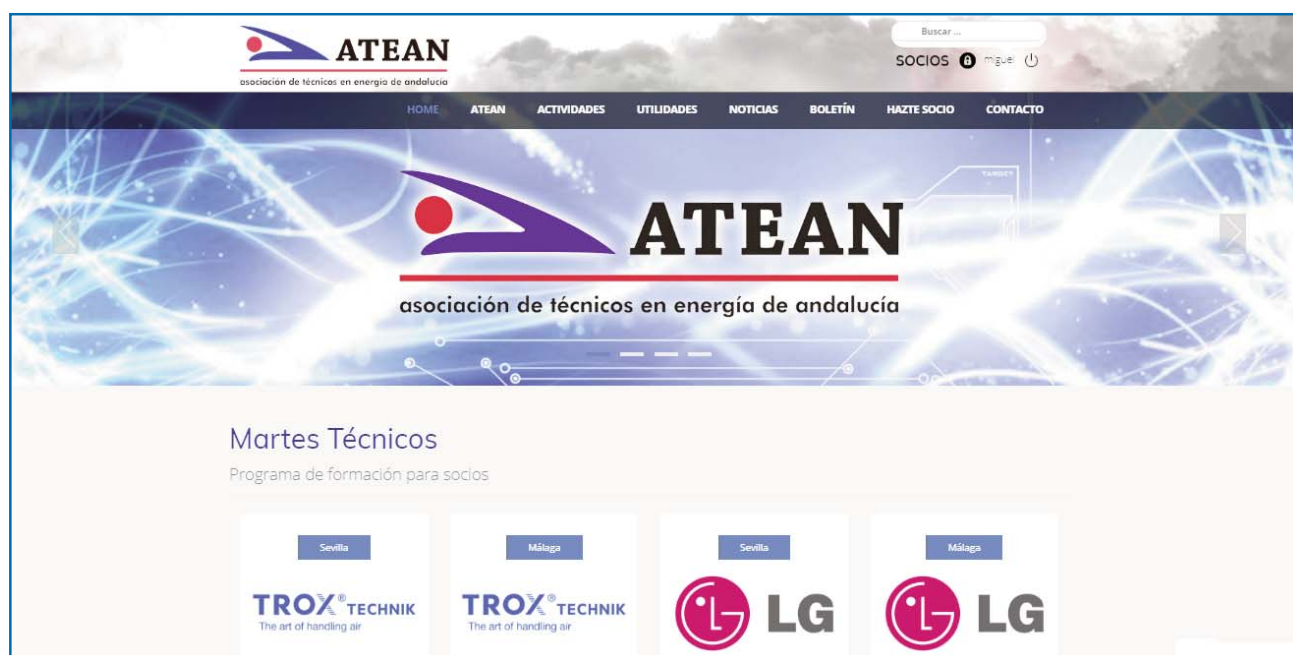 ATEAN
asociación de técnicos en energía de andalucía
Buscar ...
SOCIOS miguel
HOME ATEAN ACTIVIDADES UTILIDADES NOTICIAS BOLETÍN HAZTE SOCIO CONTACTO
TARGET
ATEAN
asociación de técnicos en energía de andalucía
Martes Técnicos
Programa de formación para socios
Sevilla Málaga Sevilla Málaga
TROX® TECHNIK TROX® TECHNIK LG LG
The art of handling air The art of handling air